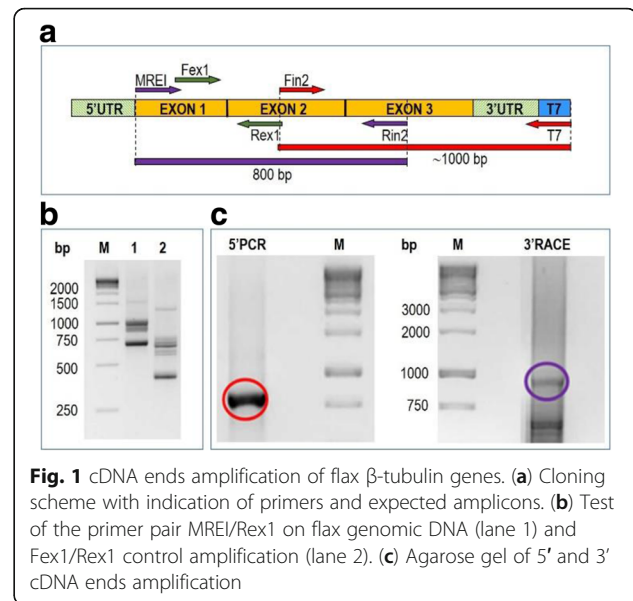 a
MREI Fex1 Fin2
5'UTR EXON 1 EXON 2 EXON 3 3'UTR T7
Rex1 Rin2 T7
~1000 bp
800 bp
b
bp M 1 2
2000
1500
1000
750
500
250
c
5'PCR M bp M 3'RACE
3000
2000
1000
750
Fig. 1 cDNA ends amplification of flax β-tubulin genes. (a) Cloning
scheme with indication of primers and expected amplicons. (b) Test
of the primer pair MREI/Rex1 on flax genomic DNA (lane 1) and
Fex1/Rex1 control amplification (lane 2). (c) Agarose gel of 5′ and 3′
cDNA ends amplification